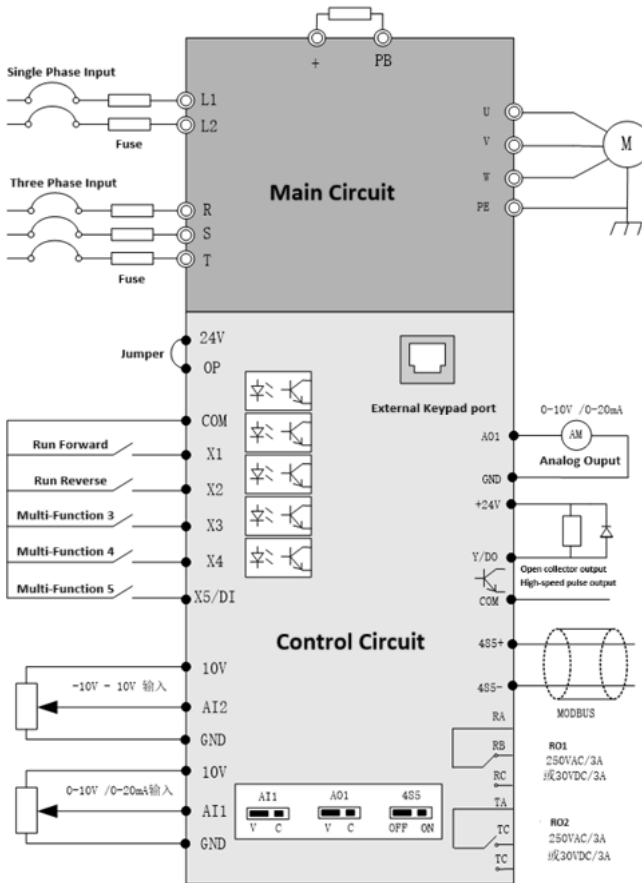 +
PB
Single Phase Input
L1
L2
Fuse
U
V
W
PE
M
Main Circuit
Three Phase Input
R
S
T
Fuse
24V
Jumper
OP
External Keypad port
COM
Run Forward
X1
Run Reverse
X2
Multi-Function 3
X3
Multi-Function 4
X4
Multi-Function 5
X5/DI
0-10V /0-20mA
AO1
AM
Analog Ouput
GND
+24V
Y/DO
Open collector output
High-speed pulse output
COM
Control Circuit
485+
485-
MODBUS
10V
-10V - 10V 输入
AI2
GND
10V
0-10V /0-20mA输入
AI1
GND
AI1
V C
AO1
V C
485
OFF ON
RA
RB
RC
RO1
250VAC/3A
或30VDC/3A
TA
TC
TC
RO2
250VAC/3A
或30VDC/3A